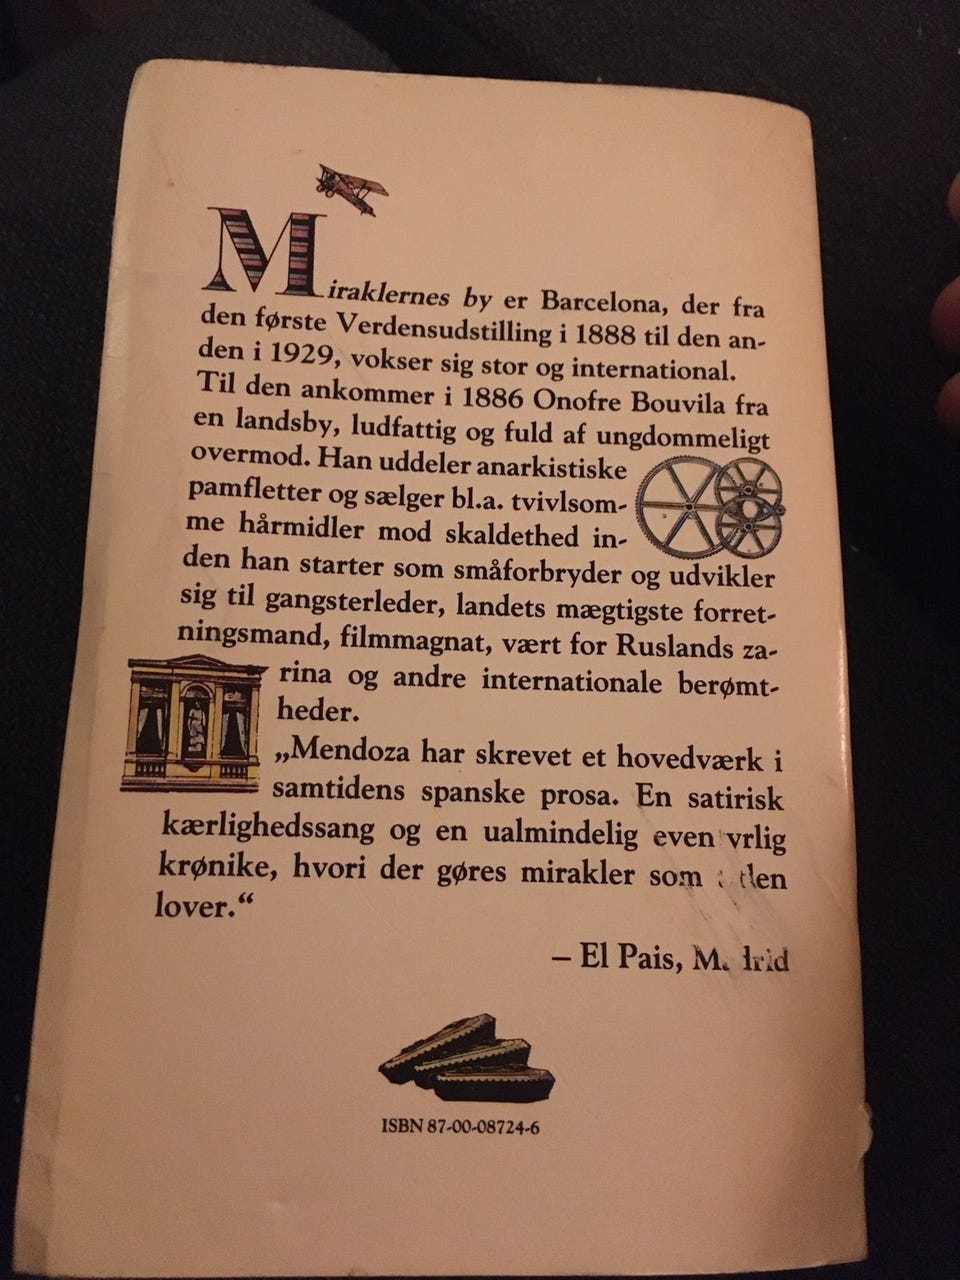 Miraklernes by er Barcelona, der fra
den første Verdensudstilling i 1888 til den an-
den i 1929, vokser sig stor og international.
Til den ankommer i 1886 Onofre Bouvila fra
en landsby, ludfattig og fuld af ungdommeligt
overmod. Han uddeler anarkistiske
pamfletter og sælger bl.a. tvivlsom-
me hårmidler mod skaldethed in-
den han starter som småforbryder og udvikler
sig til gangsterleder, landets mægtigste forret-
ningsmand, filmmagnat, vært for Ruslands za-
rina og andre internationale berømt-
heder.
„Mendoza har skrevet et hovedværk i
samtidens spanske prosa. En satirisk
kærlighedssang og en ualmindelig
krønike, hvori der gøres mirakler som
lover.“
– El Pais,
ISBN 87-00-08724-6